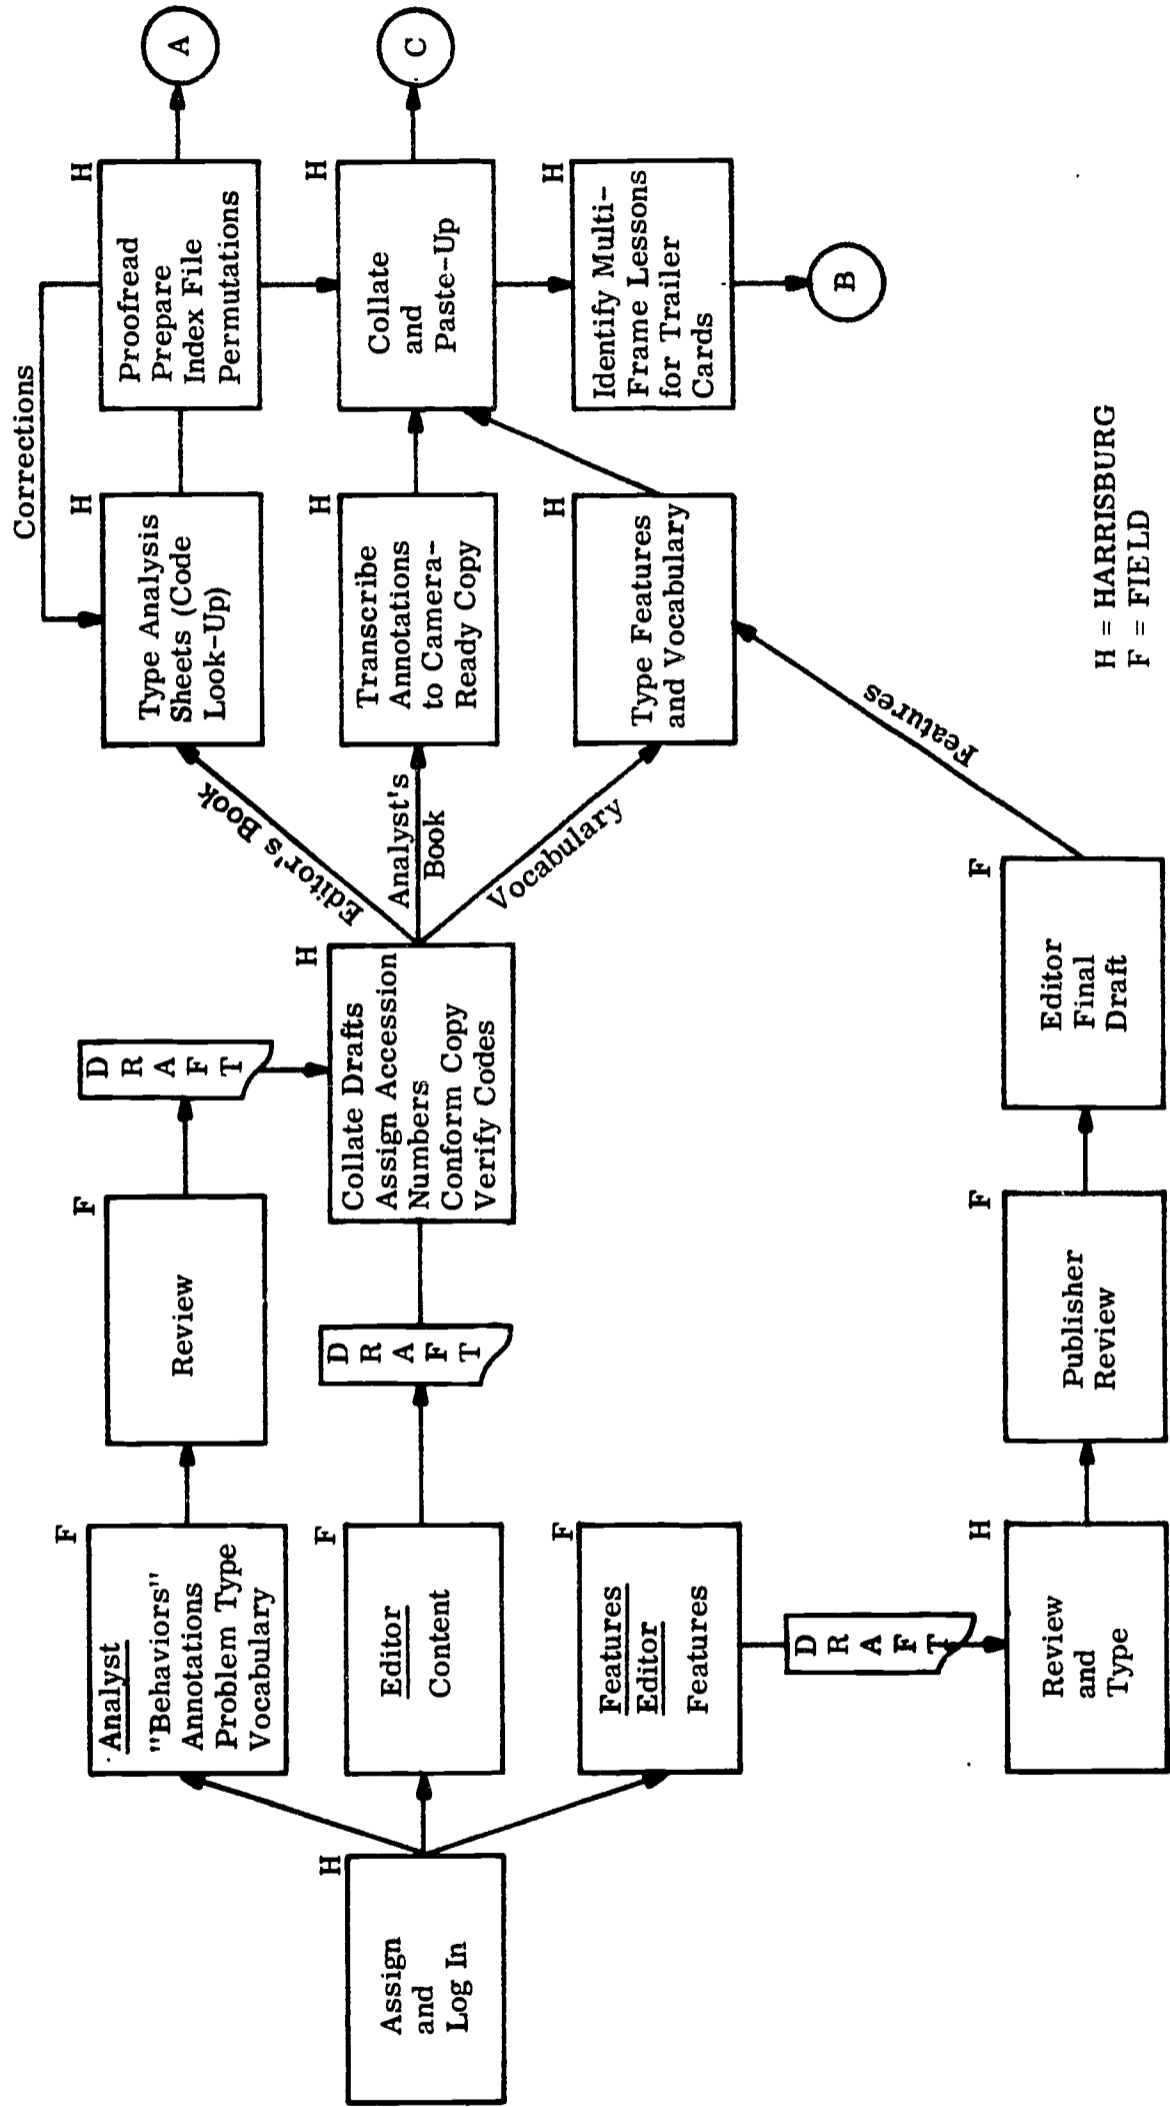 Assign
and
Log In
H
Analyst
"Behaviors"
Annotations
Problem Type
Vocabulary
F
Editor
Content
F
Features
Editor
Features
F
Review
F
D
R
A
F
T
D
R
A
F
T
D
R
A
F
T
Review
and
Type
H
Publisher
Review
F
Editor
Final
Draft
F
Collate Drafts
Assign Accession
Numbers
Conform Copy
Verify Codes
H
Editor's Book
Analyst's
Book
Vocabulary
Features
Corrections
Type Analysis
Sheets (Code
Look-Up)
H
Transcribe
Annotations
to Camera-
Ready Copy
H
Type Features
and Vocabulary
H
Proofread
Prepare
Index File
Permutations
H
Collate
and
Paste-Up
H
Identify Multi-
Frame Lessons
for Trailer
Cards
H
A
C
B
H = HARRISBURG
F = FIELD